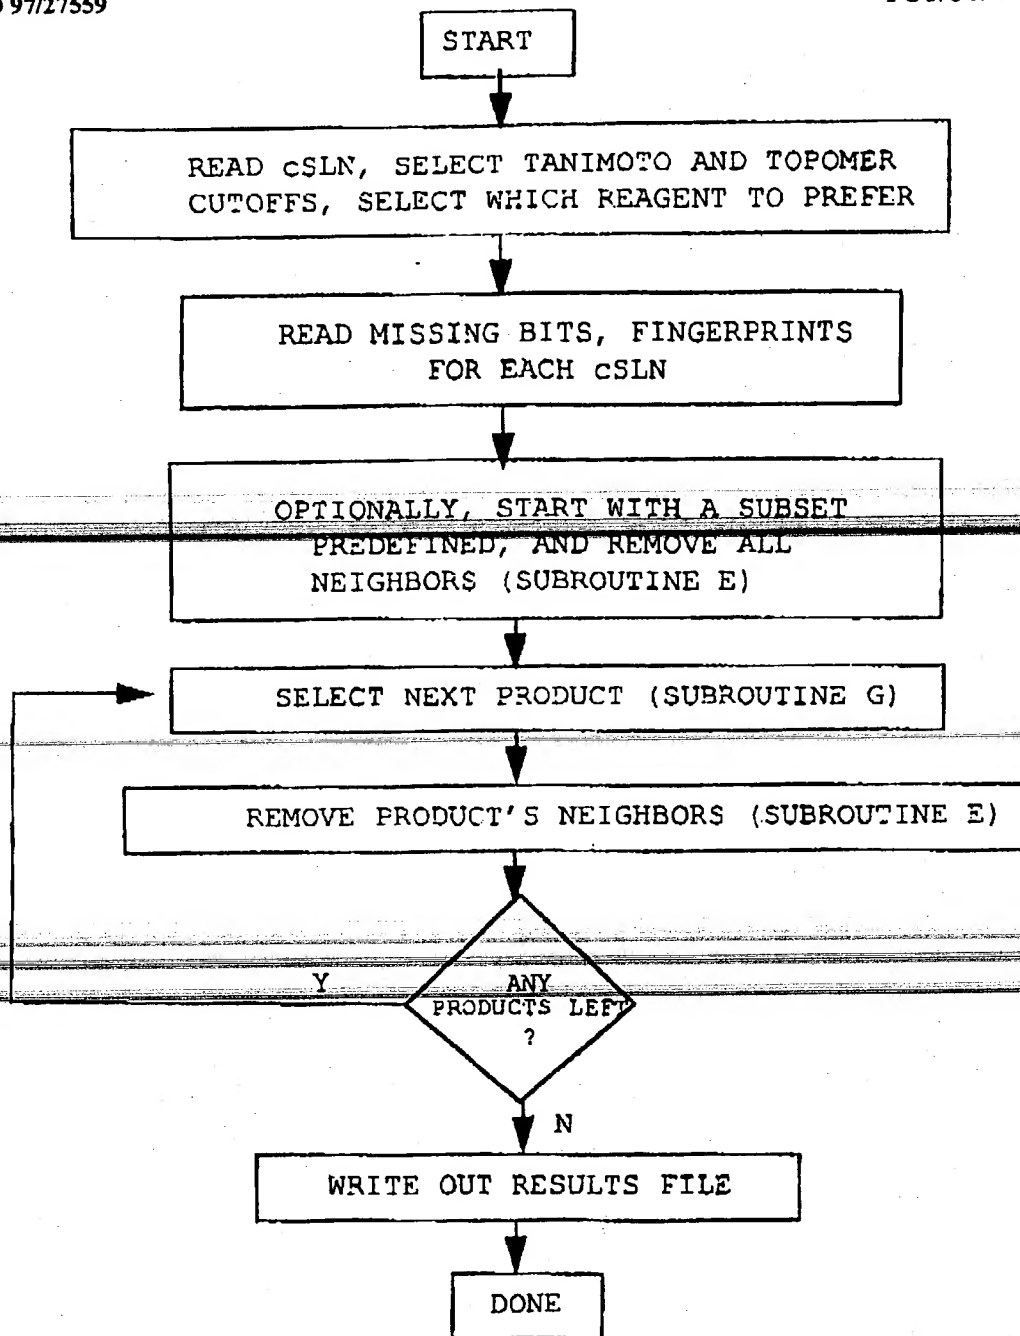 97/27559
START
READ cSLN, SELECT TANIMOTO AND TOPOMER
CUTOFFS, SELECT WHICH REAGENT TO PREFER
READ MISSING BITS, FINGERPRINTS
FOR EACH cSLN
OPTIONALLY, START WITH A SUBSET
PREDEFINED, AND REMOVE ALL
NEIGHBORS (SUBROUTINE E)
SELECT NEXT PRODUCT (SUBROUTINE G)
REMOVE PRODUCT'S NEIGHBORS (SUBROUTINE E)
Y
ANY
PRODUCTS LEFT
?
N
WRITE OUT RESULTS FILE
DONE